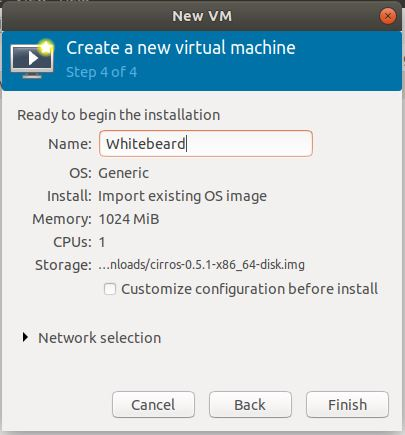 New VM
Create a new virtual machine
Step 4 of 4
Ready to begin the installation
Name: Whitebeard
OS: Generic
Install: Import existing OS image
Memory: 1024 MiB
CPUs: 1
Storage: ...nloads/cirros-0.5.1-x86_64-disk.img
Customize configuration before install
Network selection
Cancel Back Finish